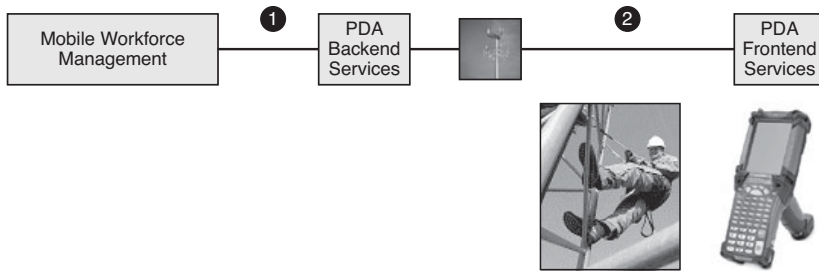 1
2
Mobile Workforce
Management
PDA
Backend
Services
PDA
Frontend
Services